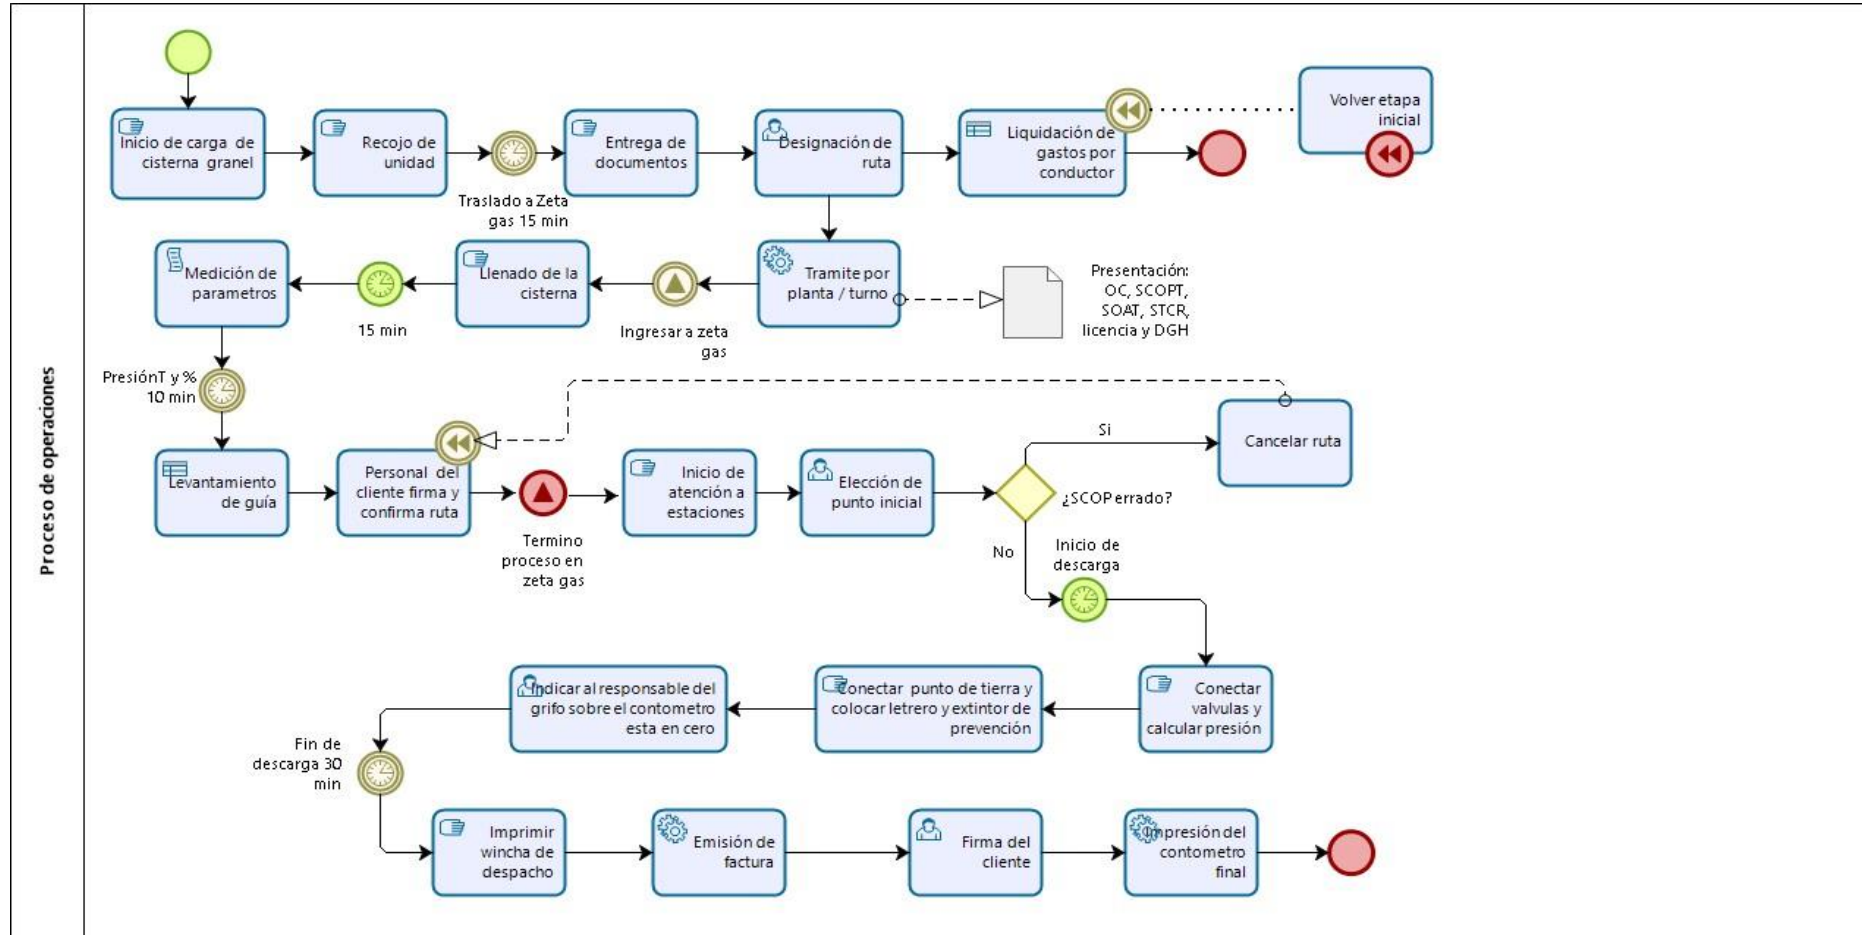 Proceso de operaciones
Inicio de carga de
cisterna granel
Recojo de
unidad
Traslado a Zeta
gas 15 min
Entrega de
documentos
Designación de
ruta
Liquidación de
gastos por
conductor
Volver etapa
inicial
Medición de
parametros
15 min
Llenado de la
cisterna
Ingresar a zeta
gas
Tramite por
planta / turno
Presentación:
OC, SCOPT,
SOAT, STCR,
licencia y DGH
PresiónT y %
10 min
Levantamiento
de guía
Personal del
cliente firma y
confirma ruta
Termino
proceso en
zeta gas
Inicio de
atención a
estaciones
Elección de
punto inicial
¿SCOP errado?
Si
Cancelar ruta
No
Inicio de
descarga
Indicar al responsable del
grifo sobre el contometro
esta en cero
Conectar punto de tierra y
colocar letrero y extintor de
prevención
Conectar
valvulas y
calcular presión
Fin de
descarga 30
min
Imprimir
wincha de
despacho
Emisión de
factura
Firma del
cliente
Impresión del
contometro
final